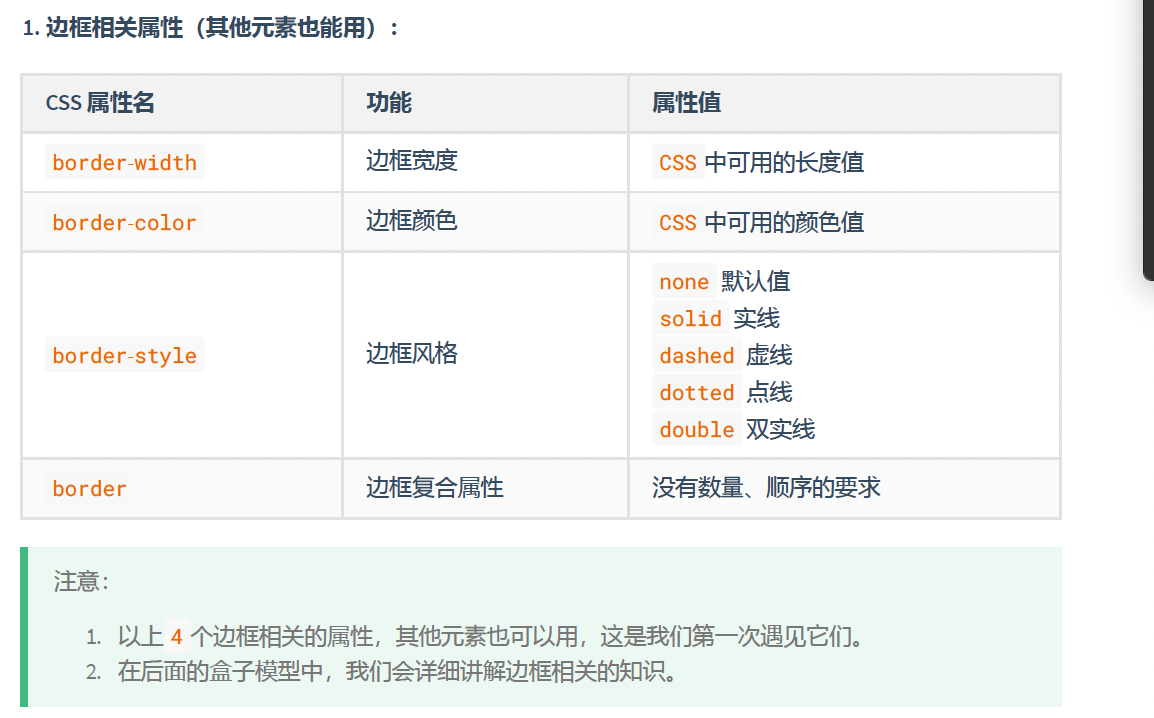 1. 边框相关属性（其他元素也能用）：
CSS 属性名 功能 属性值
border-width 边框宽度 CSS 中可用的长度值
border-color 边框颜色 CSS 中可用的颜色值
border-style 边框风格 none 默认值
solid 实线
dashed 虚线
dotted 点线
double 双实线
border 边框复合属性 没有数量、顺序的要求
注意：
1. 以上 4 个边框相关的属性，其他元素也可以用，这是我们第一次遇见它们。
2. 在后面的盒子模型中，我们会详细讲解边框相关的知识。